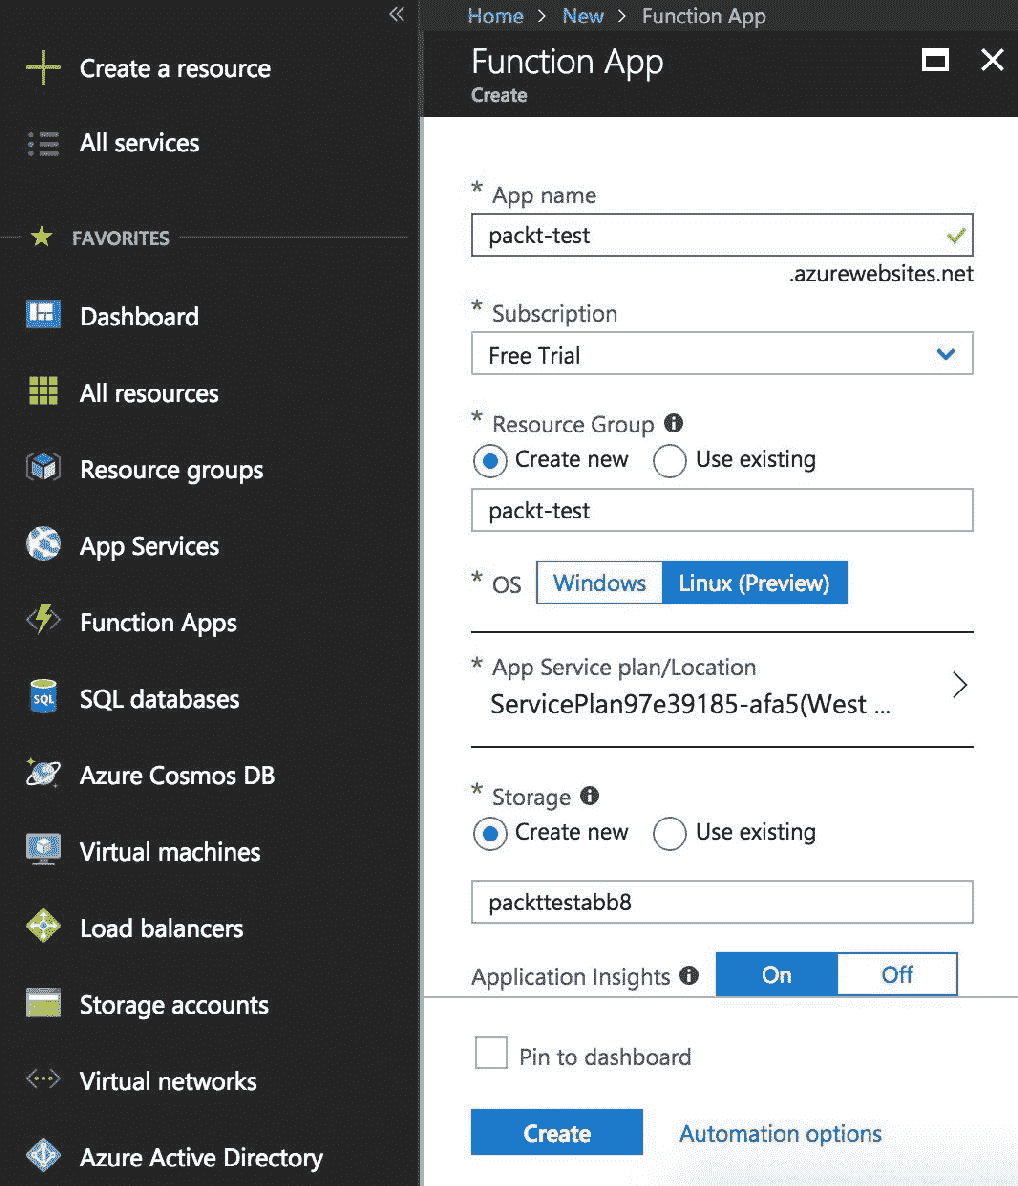 «
Create a resource
All services
FAVORITES
Dashboard
All resources
Resource groups
App Services
Function Apps
SQL
SQL databases
Azure Cosmos DB
Virtual machines
Load balancers
Storage accounts
Virtual networks
Azure Active Directory
Home > New > Function App
Function App
Create
* App name
packt-test
.azurewebsites.net
* Subscription
Free Trial
* Resource Group
Create new Use existing
packt-test
* OS Windows Linux (Preview)
* App Service plan/Location
ServicePlan97e39185-afa5(West ...
* Storage
Create new Use existing
packttestabb8
Application Insights On Off
Pin to dashboard
Create Automation options